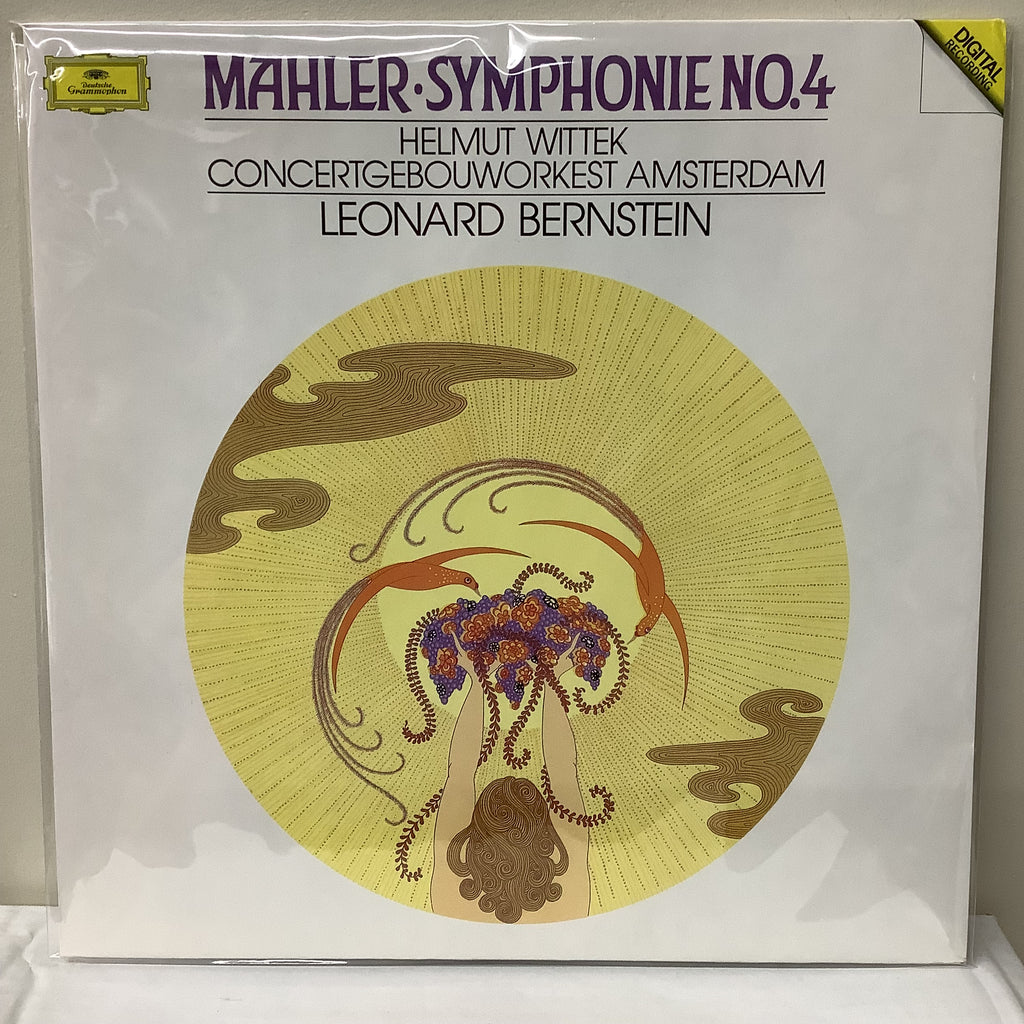 Deutsche
Grammophon
MAHLER·SYMPHONIE NO.4
DIGITAL
RECORDING
HELMUT WITTEK
CONCERTGEBOUWORKEST AMSTERDAM
LEONARD BERNSTEIN